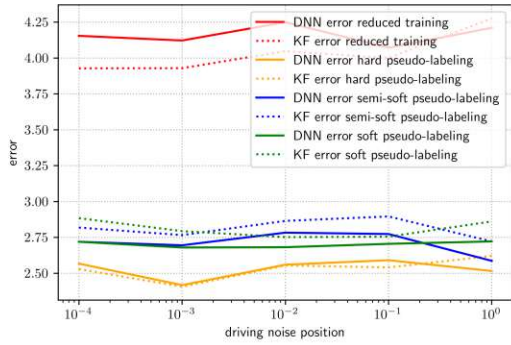 4.25
4.00
3.75
3.50
3.25
3.00
2.75
2.50
error
DNN error reduced training
KF error reduced training
DNN error hard pseudo-labeling
KF error hard pseudo-labeling
DNN error semi-soft pseudo-labeling
KF error semi-soft pseudo-labeling
DNN error soft pseudo-labeling
KF error soft pseudo-labeling
10⁻⁴ 10⁻³ 10⁻² 10⁻¹ 10⁰
driving noise position